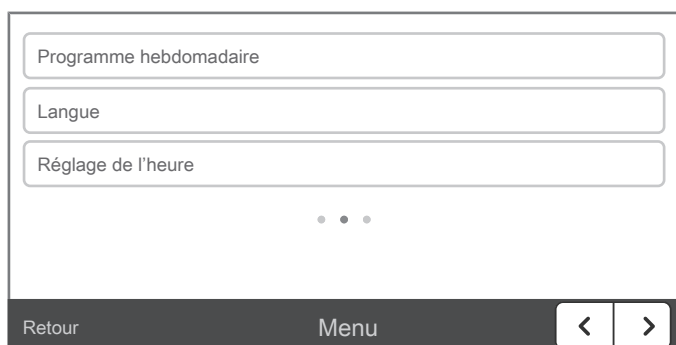 Programme hebdomadaire
Langue
Réglage de l’heure
Retour
Menu